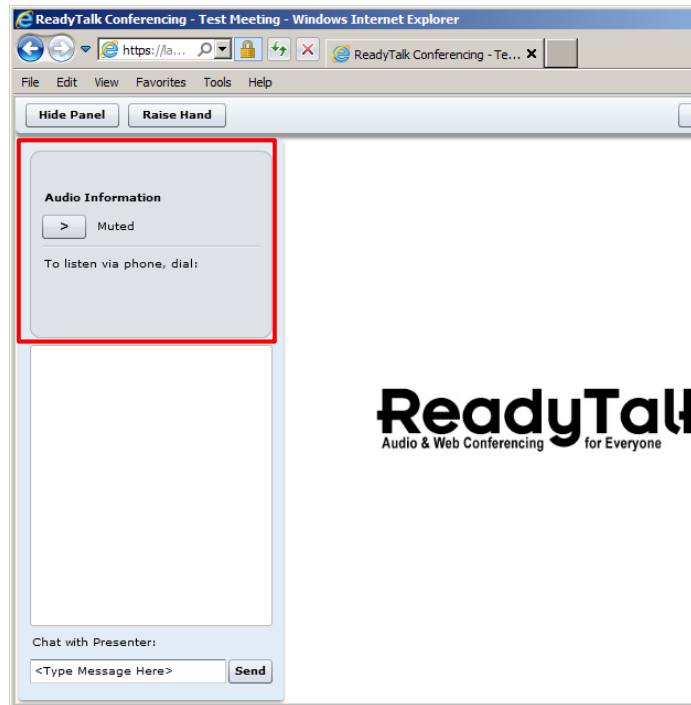 ReadyTalk Conferencing - Test Meeting - Windows Internet Explorer
https://la...
ReadyTalk Conferencing - Te...
File Edit View Favorites Tools Help
Hide Panel Raise Hand
Audio Information
> Muted
To listen via phone, dial:
ReadyTalk
Audio & Web Conferencing for Everyone
Chat with Presenter:
<Type Message Here> Send